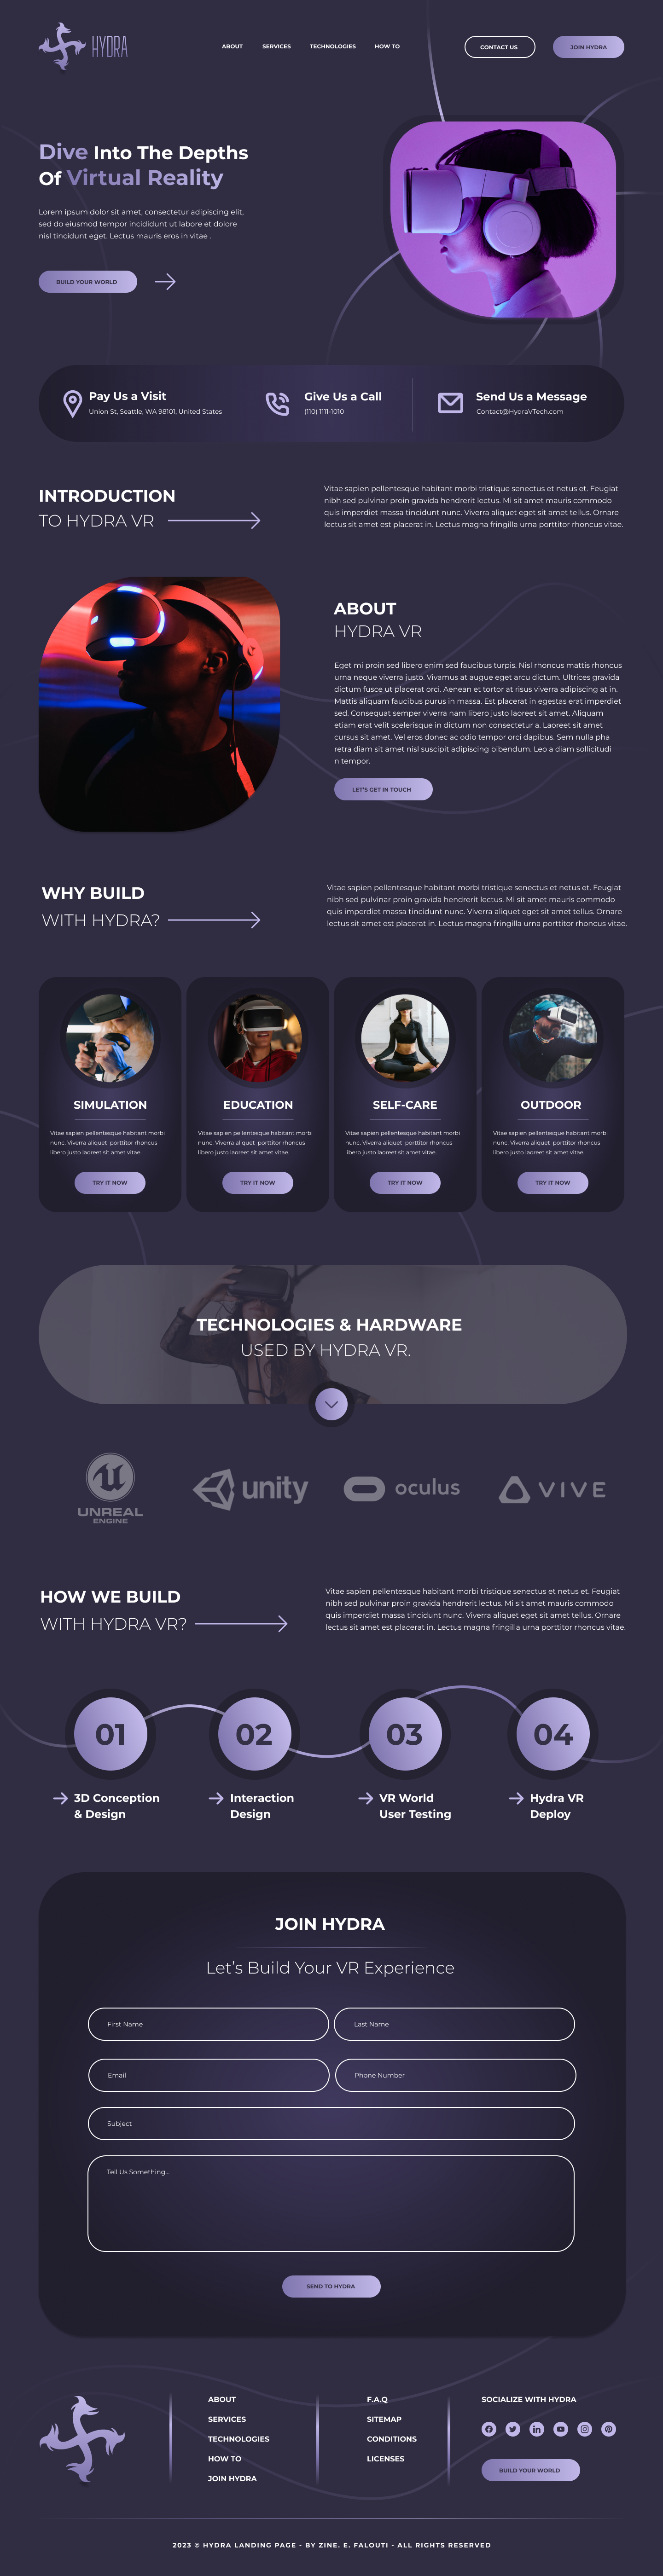 HYDRA
ABOUT
SERVICES
TECHNOLOGIES
HOW TO
CONTACT US
JOIN HYDRA
Dive Into The Depths
Of Virtual Reality
Lorem ipsum dolor sit amet, consectetur adipiscing elit,
sed do eiusmod tempor incididunt ut labore et dolore
nisl tincidunt eget. Lectus mauris eros in vitae .
BUILD YOUR WORLD
Pay Us a Visit
Union St, Seattle, WA 98101, United States
Give Us a Call
(110) 1111-1010
Send Us a Message
Contact@HydraVTech.com
INTRODUCTION
TO HYDRA VR
Vitae sapien pellentesque habitant morbi tristique senectus et netus et. Feugiat
nibh sed pulvinar proin gravida hendrerit lectus. Mi sit amet mauris commodo
quis imperdiet massa tincidunt nunc. Viverra aliquet eget sit amet tellus. Ornare
lectus sit amet est placerat in. Lectus magna fringilla urna porttitor rhoncus vitae.
ABOUT
HYDRA VR
Eget mi proin sed libero enim sed faucibus turpis. Nisl rhoncus mattis rhoncus
urna neque viverra justo. Vivamus at augue eget arcu dictum. Ultrices gravida
dictum fusce ut placerat orci. Aenean et tortor at risus viverra adipiscing at in.
Mattis aliquam faucibus purus in massa. Est placerat in egestas erat imperdiet
sed. Consequat semper viverra nam libero justo laoreet sit amet. Aliquam
etiam erat velit scelerisque in dictum non consectetur a. Laoreet sit amet
cursus sit amet. Vel eros donec ac odio tempor orci dapibus. Sem nulla pha
retra diam sit amet nisl suscipit adipiscing bibendum. Leo a diam sollicitudi
n tempor.
LET'S GET IN TOUCH
WHY BUILD
WITH HYDRA?
Vitae sapien pellentesque habitant morbi tristique senectus et netus et. Feugiat
nibh sed pulvinar proin gravida hendrerit lectus. Mi sit amet mauris commodo
quis imperdiet massa tincidunt nunc. Viverra aliquet eget sit amet tellus. Ornare
lectus sit amet est placerat in. Lectus magna fringilla urna porttitor rhoncus vitae.
SIMULATION
Vitae sapien pellentesque habitant morbi
nunc. Viverra aliquet porttitor rhoncus
libero justo laoreet sit amet vitae.
TRY IT NOW
EDUCATION
Vitae sapien pellentesque habitant morbi
nunc. Viverra aliquet porttitor rhoncus
libero justo laoreet sit amet vitae.
TRY IT NOW
SELF-CARE
Vitae sapien pellentesque habitant morbi
nunc. Viverra aliquet porttitor rhoncus
libero justo laoreet sit amet vitae.
TRY IT NOW
OUTDOOR
Vitae sapien pellentesque habitant morbi
nunc. Viverra aliquet porttitor rhoncus
libero justo laoreet sit amet vitae.
TRY IT NOW
TECHNOLOGIES & HARDWARE
USED BY HYDRA VR.
UNREAL
ENGINE
unity
oculus
VIVE
HOW WE BUILD
WITH HYDRA VR?
Vitae sapien pellentesque habitant morbi tristique senectus et netus et. Feugiat
nibh sed pulvinar proin gravida hendrerit lectus. Mi sit amet mauris commodo
quis imperdiet massa tincidunt nunc. Viverra aliquet eget sit amet tellus. Ornare
lectus sit amet est placerat in. Lectus magna fringilla urna porttitor rhoncus vitae.
01
3D Conception
& Design
02
Interaction
Design
03
VR World
User Testing
04
Hydra VR
Deploy
JOIN HYDRA
Let's Build Your VR Experience
First Name
Last Name
Email
Phone Number
Subject
Tell Us Something...
SEND TO HYDRA
ABOUT
SERVICES
TECHNOLOGIES
HOW TO
JOIN HYDRA
F.A.Q
SITEMAP
CONDITIONS
LICENSES
SOCIALIZE WITH HYDRA
BUILD YOUR WORLD
2023 © HYDRA LANDING PAGE - BY ZINE. E. FALOUTI - ALL RIGHTS RESERVED